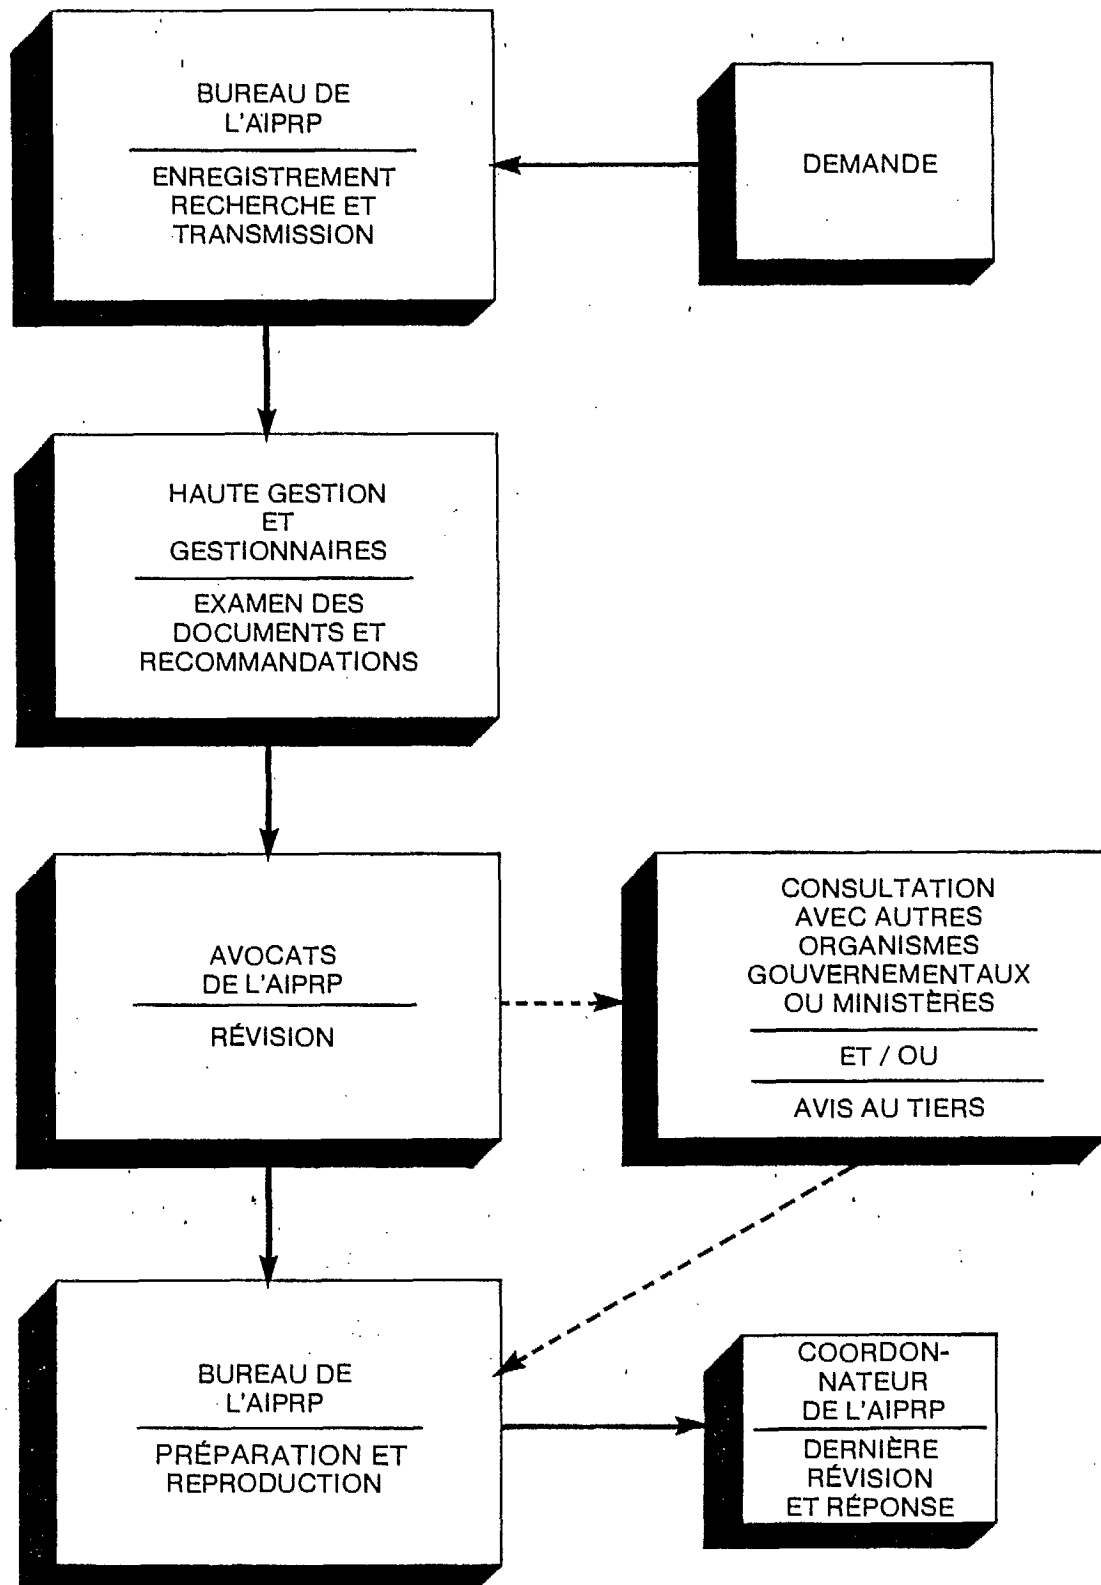 DEMANDE
BUREAU DE
L'AIPRP
ENREGISTREMENT
RECHERCHE ET
TRANSMISSION
HAUTE GESTION
ET
GESTIONNAIRES
EXAMEN DES
DOCUMENTS ET
RECOMMANDATIONS
AVOCATS
DE L'AIPRP
RÉVISION
CONSULTATION
AVEC AUTRES
ORGANISMES
GOUVERNEMENTAUX
OU MINISTÈRES
ET / OU
AVIS AU TIERS
BUREAU DE
L'AIPRP
PRÉPARATION ET
REPRODUCTION
COORDON-
NATEUR
DE L'AIPRP
DERNIÈRE
RÉVISION
ET RÉPONSE